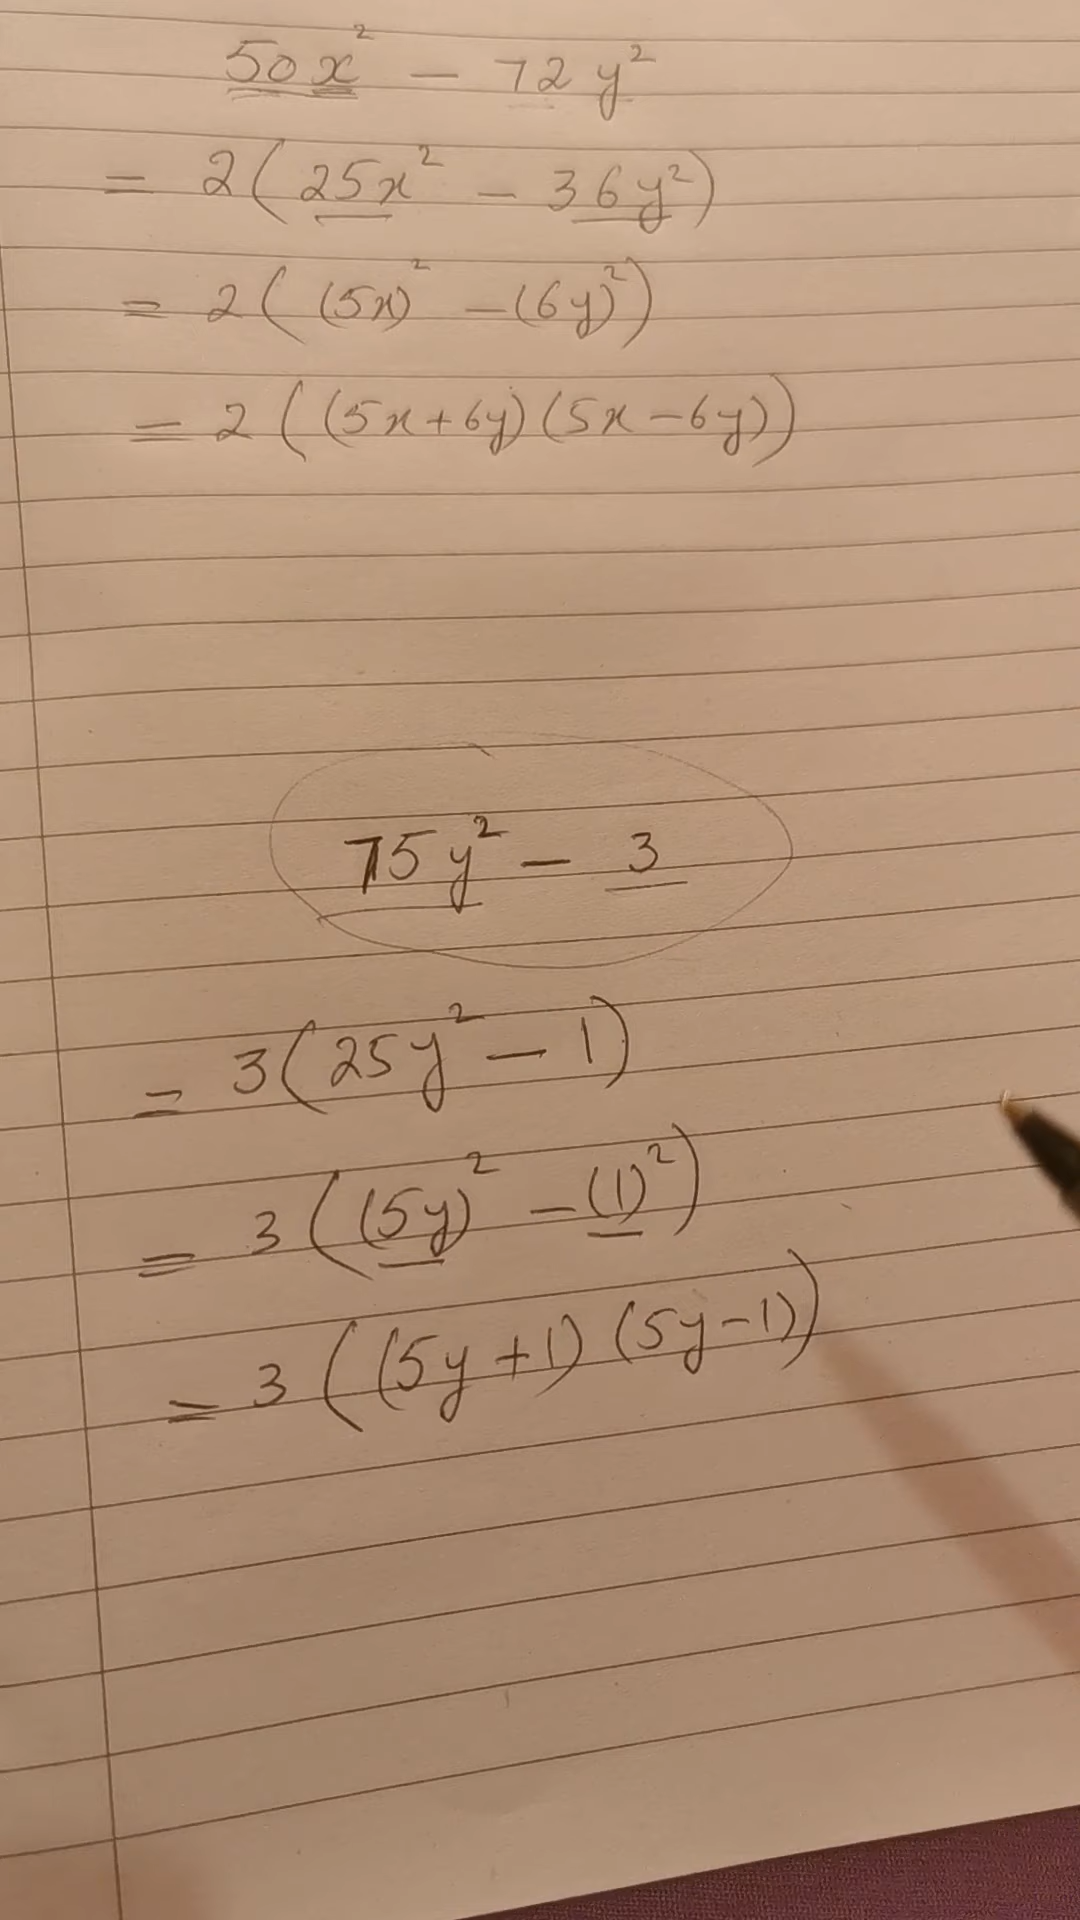 50x² − 72y²
= 2(25x² − 36y²)
= 2((5x)² − (6y)²)
= 2((5x+6y)(5x−6y))
75y² − 3
= 3(25y² − 1)
= 3((5y)² − (1)²)
= 3((5y+1)(5y−1))